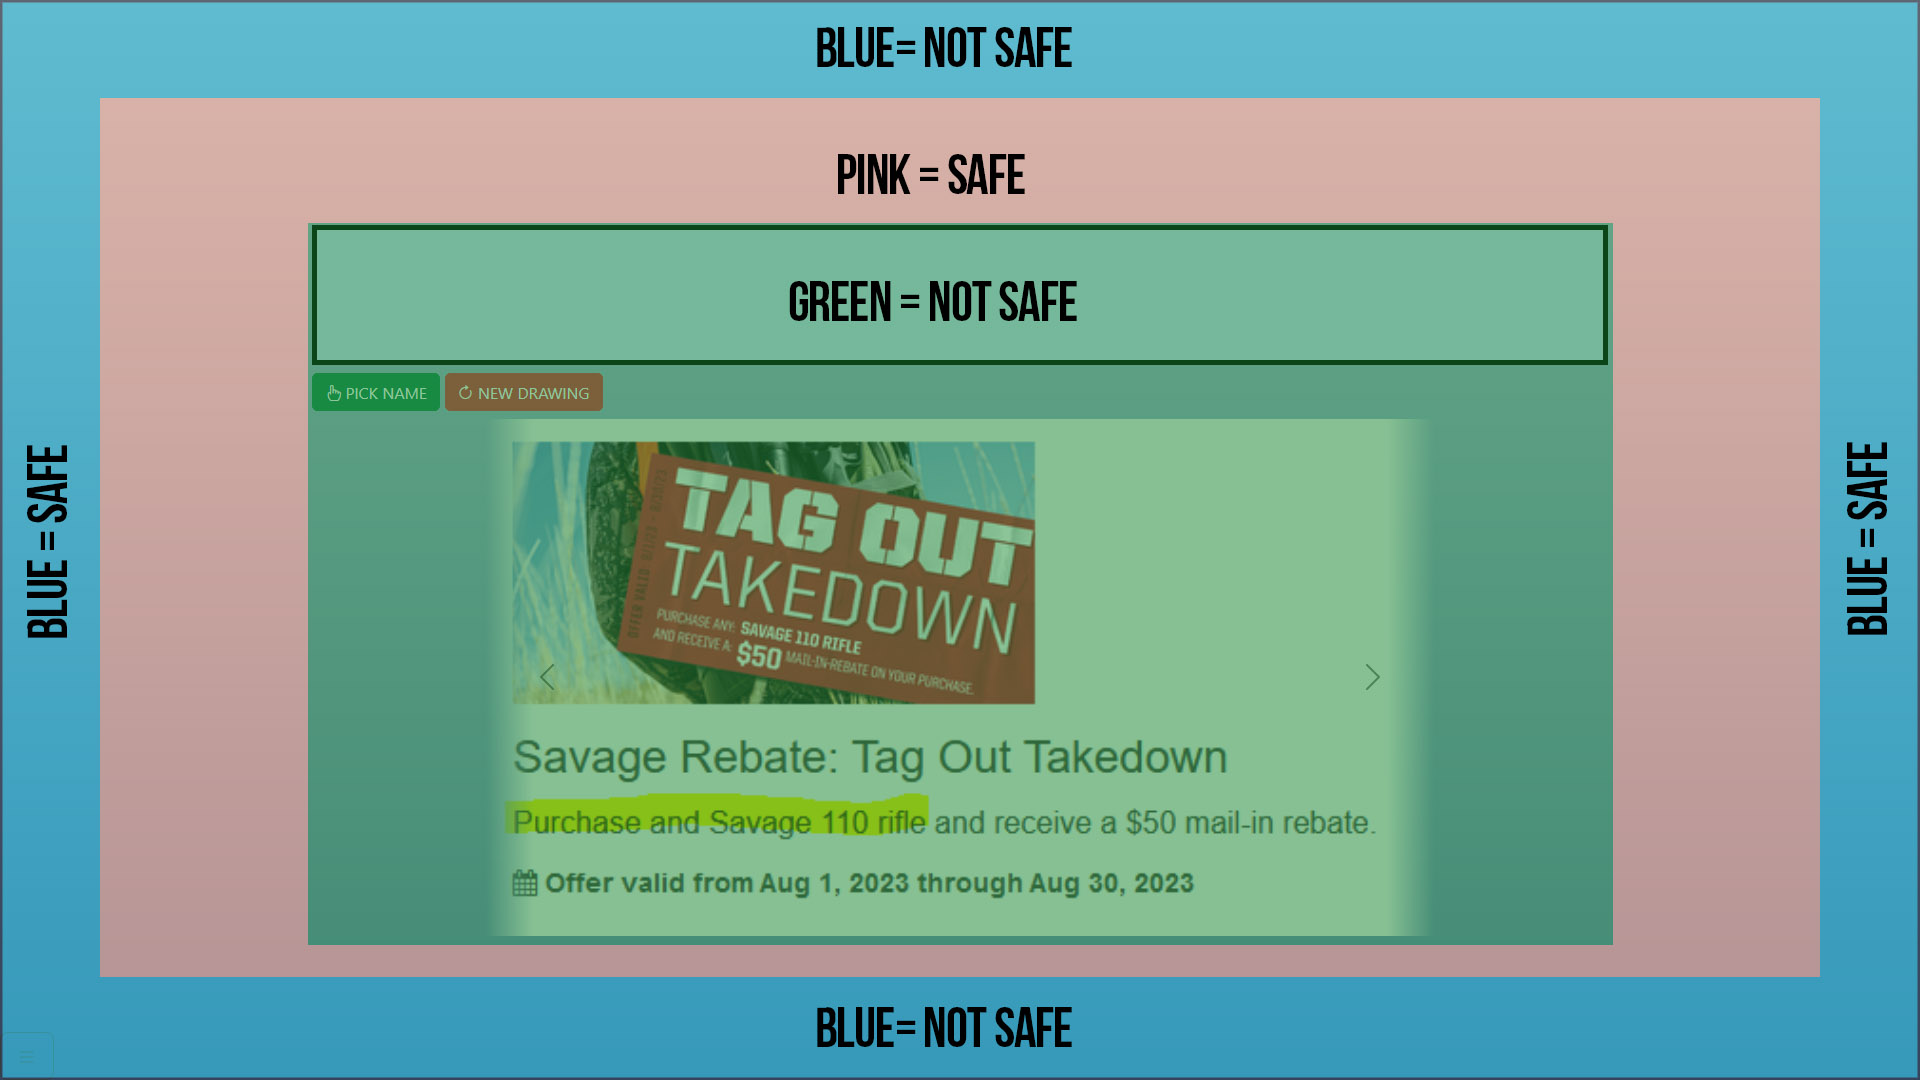 BLUE= NOT SAFE
PINK = SAFE
GREEN = NOT SAFE
PICK NAME
NEW DRAWING
BLUE = SAFE
BLUE = SAFE
OFFER VALID 8/1/23 - 8/30/23
TAG OUT
TAKEDOWN
PURCHASE ANY: SAVAGE 110 RIFLE
AND RECEIVE A: $50 MAIL-IN-REBATE ON YOUR PURCHASE.
Savage Rebate: Tag Out Takedown
Purchase and Savage 110 rifle and receive a $50 mail-in rebate.
Offer valid from Aug 1, 2023 through Aug 30, 2023
BLUE= NOT SAFE